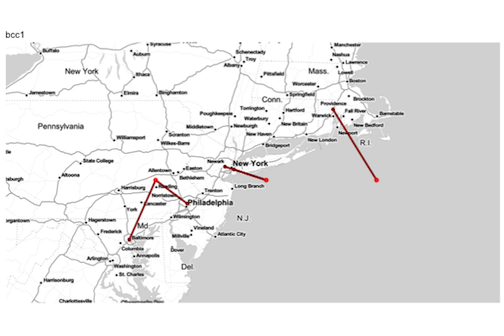 bcc1
Buffalo
Syracuse
Auburn
Schenectady
Troy
Albany
Manchester
Nashua
Lawrence
Lowell
Boston
New York
Ithaca
Pittsfield
Mass.
Worcester
Jamestown
Elmira
Binghamton
Springfield
Conn.
Providence
Brockton
Torrington
Hartford
Fall River
Barnstable
Poughkeepsie
Waterbury
Warwick
New Bedford
Pennsylvania
Middletown
Newburgh
New Britain
Newport
Williamsport
Scranton
New Haven
New London
R.I.
Wilkes-Barre
Bridgeport
State College
Newark
New York
Altoona
Allentown
Easton
Bethlehem
Harrisburg
Reading
Trenton
Long Branch
Norristown
York
Lancaster
Philadelphia
Hagerstown
Wilmington
N.J
Md
Frederick
Vineland
Millville
Atlantic City
Baltimore
Columbia
Dover
Annapolis
Arlington
Washington
Del
St. Charles
Harrisonburg
Charlottesville